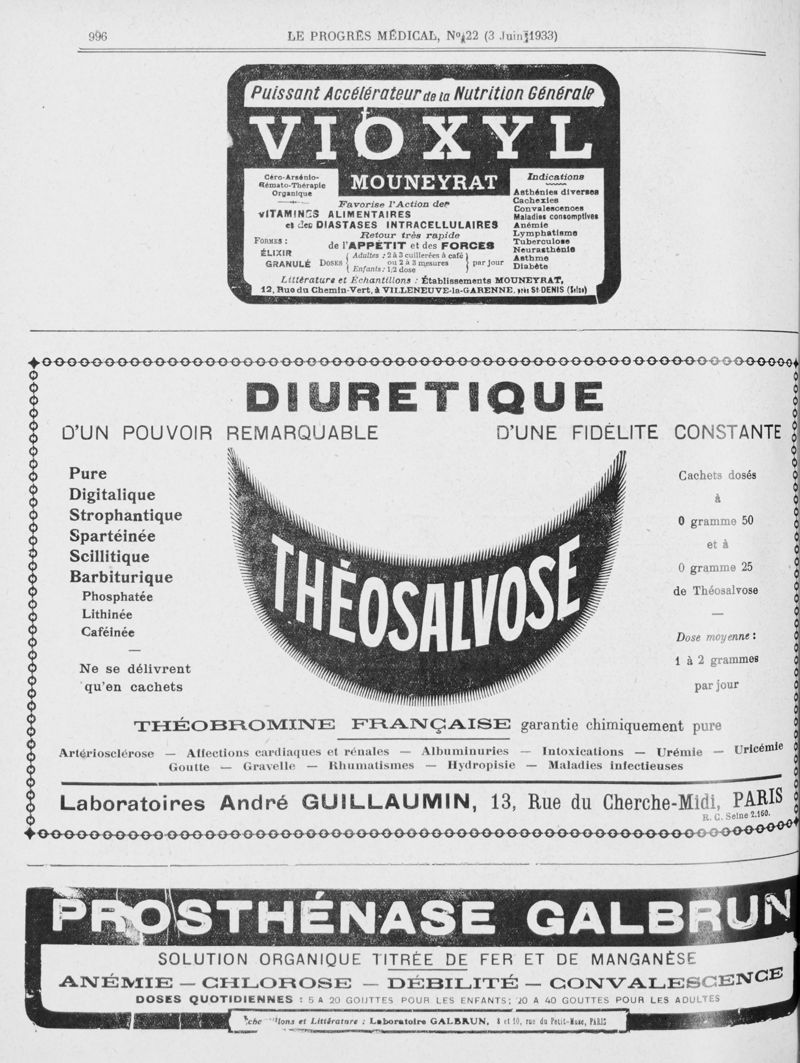 996
LE PROGRÈS MÉDICAL, No 22 (3 Juin 1933)
Puissant Accélérateur de la Nutrition Générale
VIOXYL
MOUNEYRAT
Céro-Arsénio-
Hémato-Thérapie
Organique
Favorise l'Action des
VITAMINES ALIMENTAIRES
et des DIASTASES INTRACELLULAIRES
Retour très rapide
de l'APPÉTIT et des FORCES
FORMES :
ÉLIXIR
GRANULÉ
DOSES
Adultes : 2 à 3 cuillerées à café
ou 2 à 3 mesures
Enfants : 1/2 dose
par jour
Indications
Asthénies diverses
Cachexies
Convalescences
Maladies consomptives
Anémie
Lymphatisme
Tuberculose
Neurasthénie
Asthme
Diabète
Littérature et Échantillons : Établissements MOUNEYRAT,
12, Rue du Chemin-Vert, à VILLENEUVE-la-GARENNE, près St-DENIS (Seine)
DIURETIQUE
D'UN POUVOIR REMARQUABLE
D'UNE FIDÉLITE CONSTANTE
Pure
Digitalique
Strophantique
Spartéinée
Scillitique
Barbiturique
Phosphatée
Lithinée
Caféinée
Ne se délivrent
qu'en cachets
THÉOSALVOSE
Cachets dosés
à
0 gramme 50
et à
0 gramme 25
de Théosalvose
Dose moyenne :
1 à 2 grammes
par jour
THÉOBROMINE FRANÇAISE garantie chimiquement pure
Artériosclérose — Affections cardiaques et rénales — Albuminuries — Intoxications — Urémie — Uricémie
Goutte — Gravelle — Rhumatismes — Hydropisie — Maladies infectieuses
Laboratoires André GUILLAUMIN, 13, Rue du Cherche-Midi, PARIS
R. C. Seine 2.160.
PROSTHÉNASE GALBRUN
SOLUTION ORGANIQUE TITRÉE DE FER ET DE MANGANÈSE
ANÉMIE — CHLOROSE — DÉBILITÉ — CONVALESCENCE
DOSES QUOTIDIENNES : 5 A 20 GOUTTES POUR LES ENFANTS; 20 A 40 GOUTTES POUR LES ADULTES
et Littérature : Laboratoire GALBRUN, 8 et 10, rue du Petit-Musc, PARIS